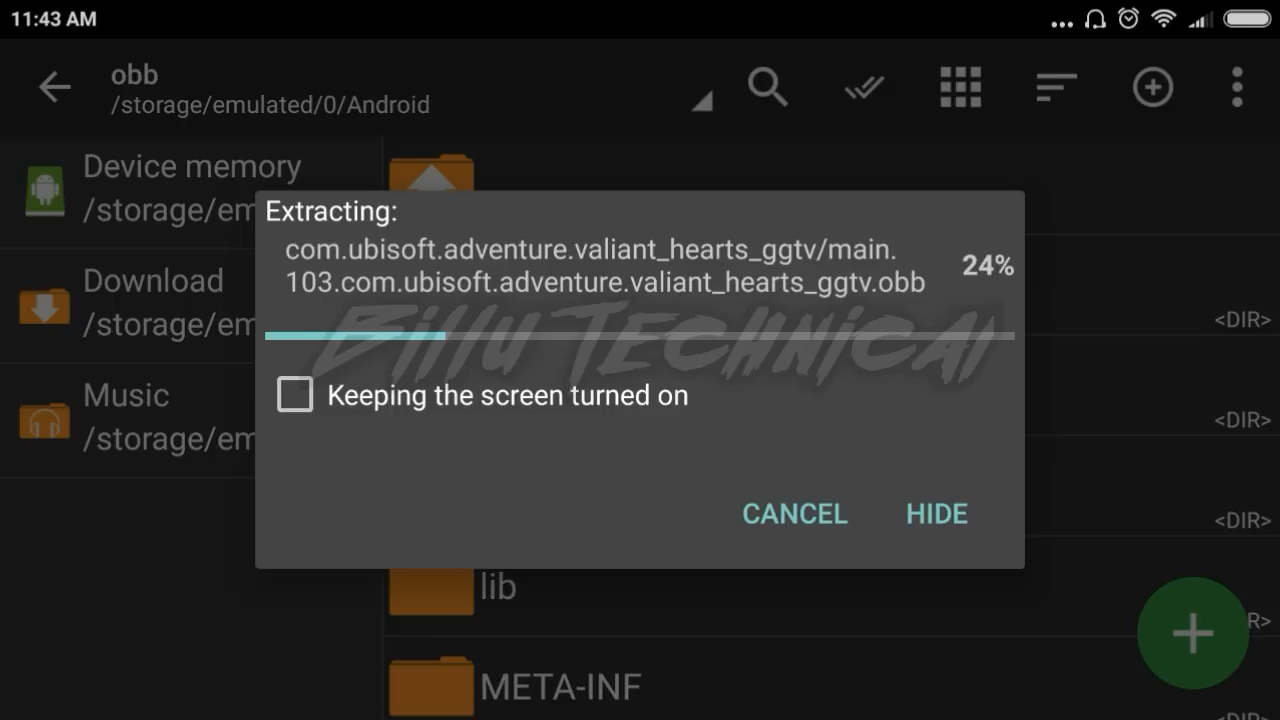 11:43 AM
obb
/storage/emulated/0/Android
Device memory
/storage/em
Download
/storage/em
Music
/storage/em
Extracting:
com.ubisoft.adventure.valiant_hearts_ggtv/main.
103.com.ubisoft.adventure.valiant_hearts_ggtv.obb
24%
Billu Technical
Keeping the screen turned on
CANCEL HIDE
<DIR>
<DIR>
<DIR>
lib
R>
META-INF